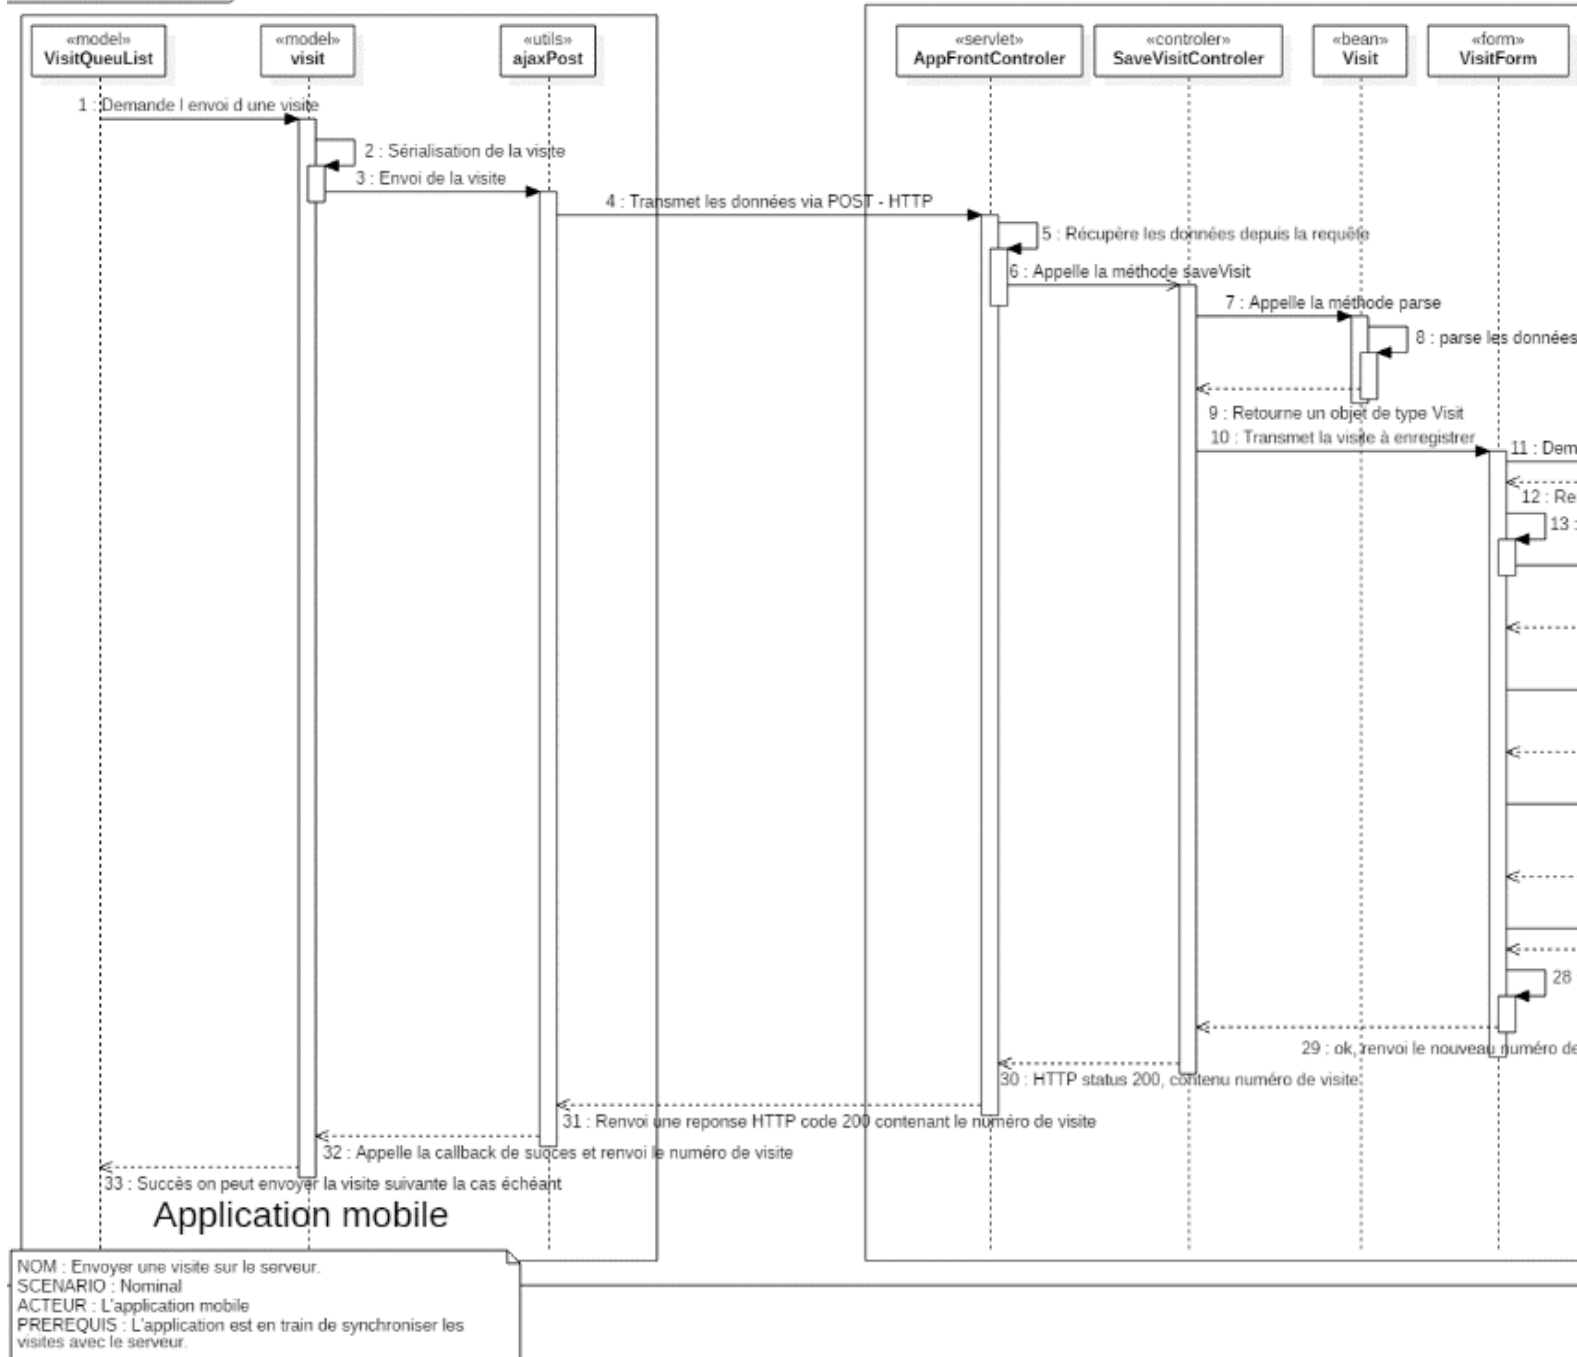 «model»
VisitQueuList
«model»
visit
«utils»
ajaxPost
«servlet»
AppFrontControler
«controler»
SaveVisitControler
«bean»
Visit
«form»
VisitForm
1 : Demande l envoi d une visite
2 : Sérialisation de la visite
3 : Envoi de la visite
4 : Transmet les données via POST - HTTP
5 : Récupère les données depuis la requête
6 : Appelle la méthode saveVisit
7 : Appelle la méthode parse
8 : parse les données
9 : Retourne un objet de type Visit
10 : Transmet la visite à enregistrer
11 : Dem
12 : Re
13 :
28
29 : ok, renvoi le nouveau numéro de
30 : HTTP status 200, contenu numéro de visite
31 : Renvoi une reponse HTTP code 200 contenant le numéro de visite
32 : Appelle la callback de succes et renvoi le numéro de visite
33 : Succès on peut envoyer la visite suivante la cas échéant
Application mobile
NOM : Envoyer une visite sur le serveur.
SCENARIO : Nominal
ACTEUR : L'application mobile
PREREQUIS : L'application est en train de synchroniser les
visites avec le serveur.